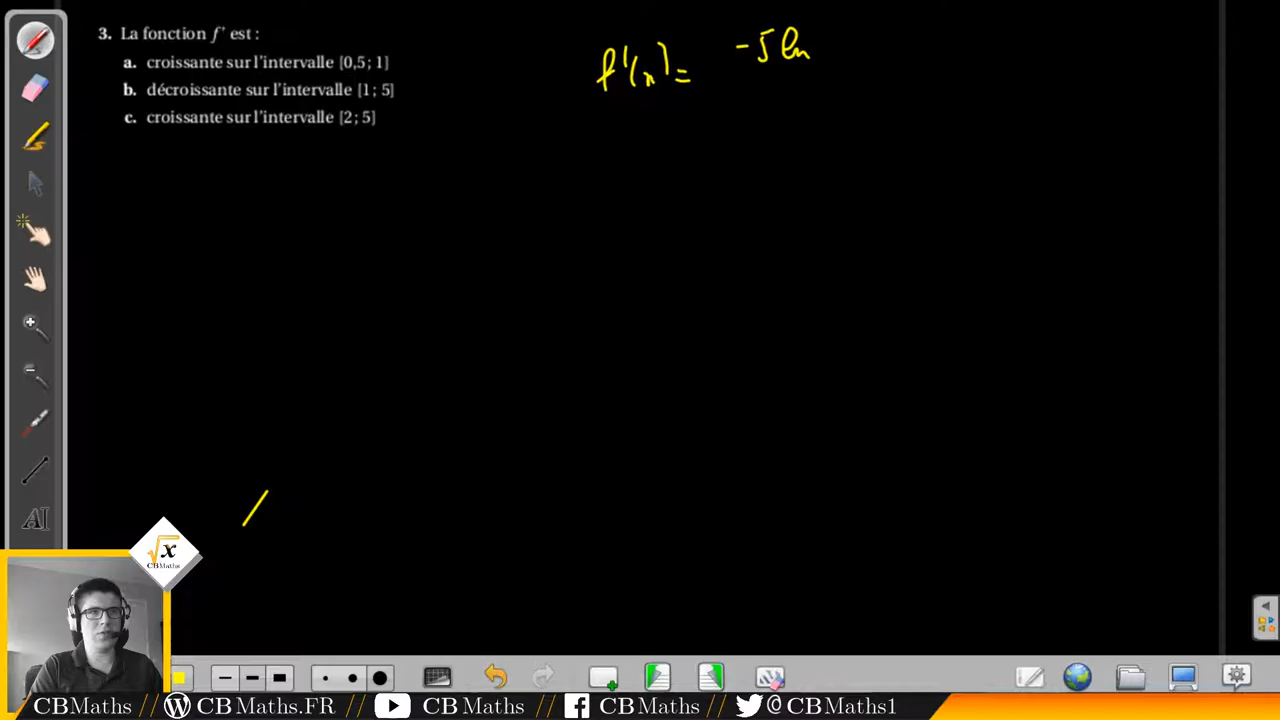 3. La fonction f' est :
a. croissante sur l'intervalle [0,5 ; 1]
b. décroissante sur l'intervalle [1 ; 5]
c. croissante sur l'intervalle [2 ; 5]
f'(x) = -5 ln
AI
√x
CBMaths
CBMaths // CBMaths.FR // CBMaths // CBMaths // @CBMaths1